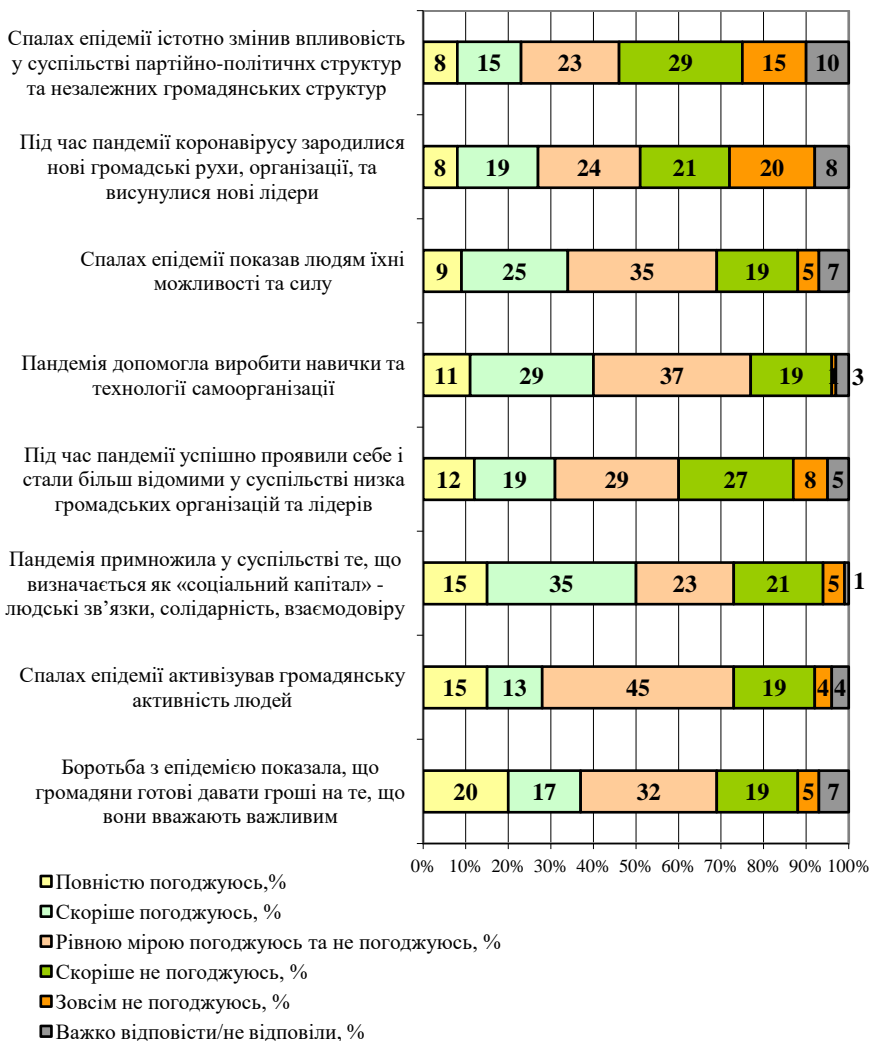 Спалах епідемії істотно змінив впливовість
у суспільстві партійно-політичнх структур
та незалежних громадянських структур
8 15 23 29 15 10
Під час пандемії коронавірусу зародилися
нові громадські рухи, організації, та
висунулися нові лідери
8 19 24 21 20 8
Спалах епідемії показав людям їхні
можливості та силу
9 25 35 19 5 7
Пандемія допомогла виробити навички та
технології самоорганізації
11 29 37 19 1 3
Під час пандемії успішно проявили себе і
стали більш відомими у суспільстві низка
громадських організацій та лідерів
12 19 29 27 8 5
Пандемія примножила у суспільстві те, що
визначається як «соціальний капітал» -
людські зв’язки, солідарність, взаємодовіру
15 35 23 21 5 1
Спалах епідемії активізував громадянську
активність людей
15 13 45 19 4 4
Боротьба з епідемією показала, що
громадяни готові давати гроші на те, що
вони вважають важливим
20 17 32 19 5 7
0% 10% 20% 30% 40% 50% 60% 70% 80% 90% 100%
Повністю погоджуюсь,%
Скоріше погоджуюсь, %
Рівною мірою погоджуюсь та не погоджуюсь, %
Скоріше не погоджуюсь, %
Зовсім не погоджуюсь, %
Важко відповісти/не відповіли, %